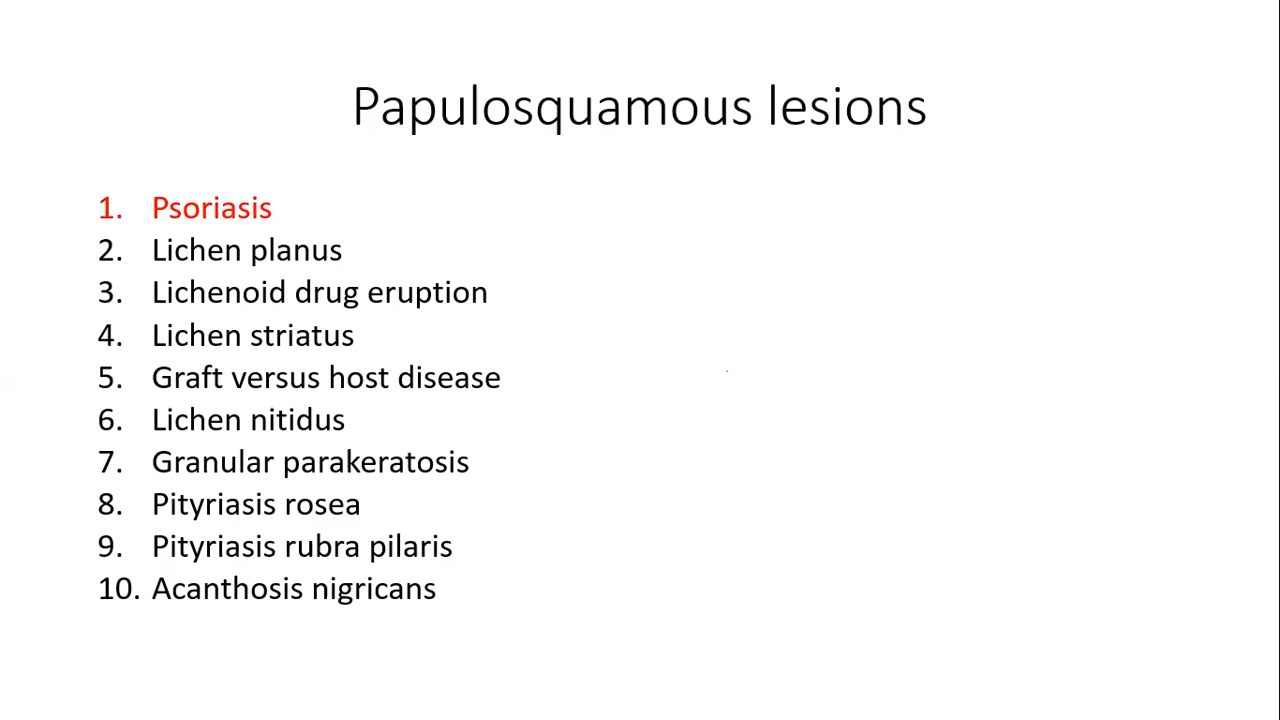 Papulosquamous lesions
1. Psoriasis
2. Lichen planus
3. Lichenoid drug eruption
4. Lichen striatus
5. Graft versus host disease
6. Lichen nitidus
7. Granular parakeratosis
8. Pityriasis rosea
9. Pityriasis rubra pilaris
10. Acanthosis nigricans